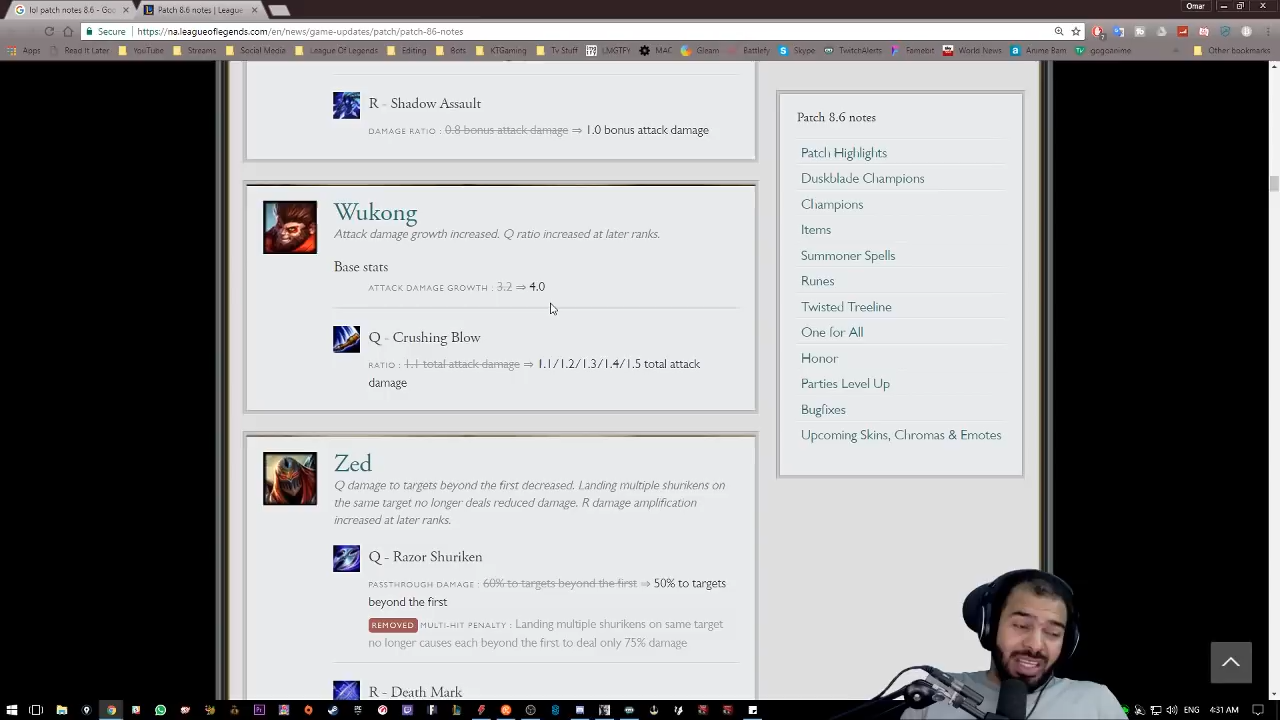 lol patch notes 8.6 - Goo
Patch 8.6 notes | League
Omar
Secure
https://na.leagueoflegends.com/en/news/game-updates/patch/patch-86-notes
Apps
Read It Later
YouTube
Streams
Social Media
League Of Legends
Editing
Bots
KTGaming
Tv Stuff
LMGTFY
MAC
Gleam
Battlefy
Skype
TwitchAlerts
Famebit
World News
Anime Bam
gogoanime
Other bookmarks
R - Shadow Assault
DAMAGE RATIO : 0.8 bonus attack damage ⇒ 1.0 bonus attack damage
Wukong
Attack damage growth increased. Q ratio increased at later ranks.
Base stats
ATTACK DAMAGE GROWTH : 3.2 ⇒ 4.0
Q - Crushing Blow
RATIO : 1.1 total attack damage ⇒ 1.1/1.2/1.3/1.4/1.5 total attack
damage
Zed
Q damage to targets beyond the first decreased. Landing multiple shurikens on
the same target no longer deals reduced damage. R damage amplification
increased at later ranks.
Q - Razor Shuriken
PASSTHROUGH DAMAGE : 60% to targets beyond the first ⇒ 50% to targets
beyond the first
REMOVED MULTI-HIT PENALTY : Landing multiple shurikens on same target
no longer causes each beyond the first to deal only 75% damage
R - Death Mark
Patch 8.6 notes
Patch Highlights
Duskblade Champions
Champions
Items
Summoner Spells
Runes
Twisted Treeline
One for All
Honor
Parties Level Up
Bugfixes
Upcoming Skins, Chromas & Emotes
4:31 AM